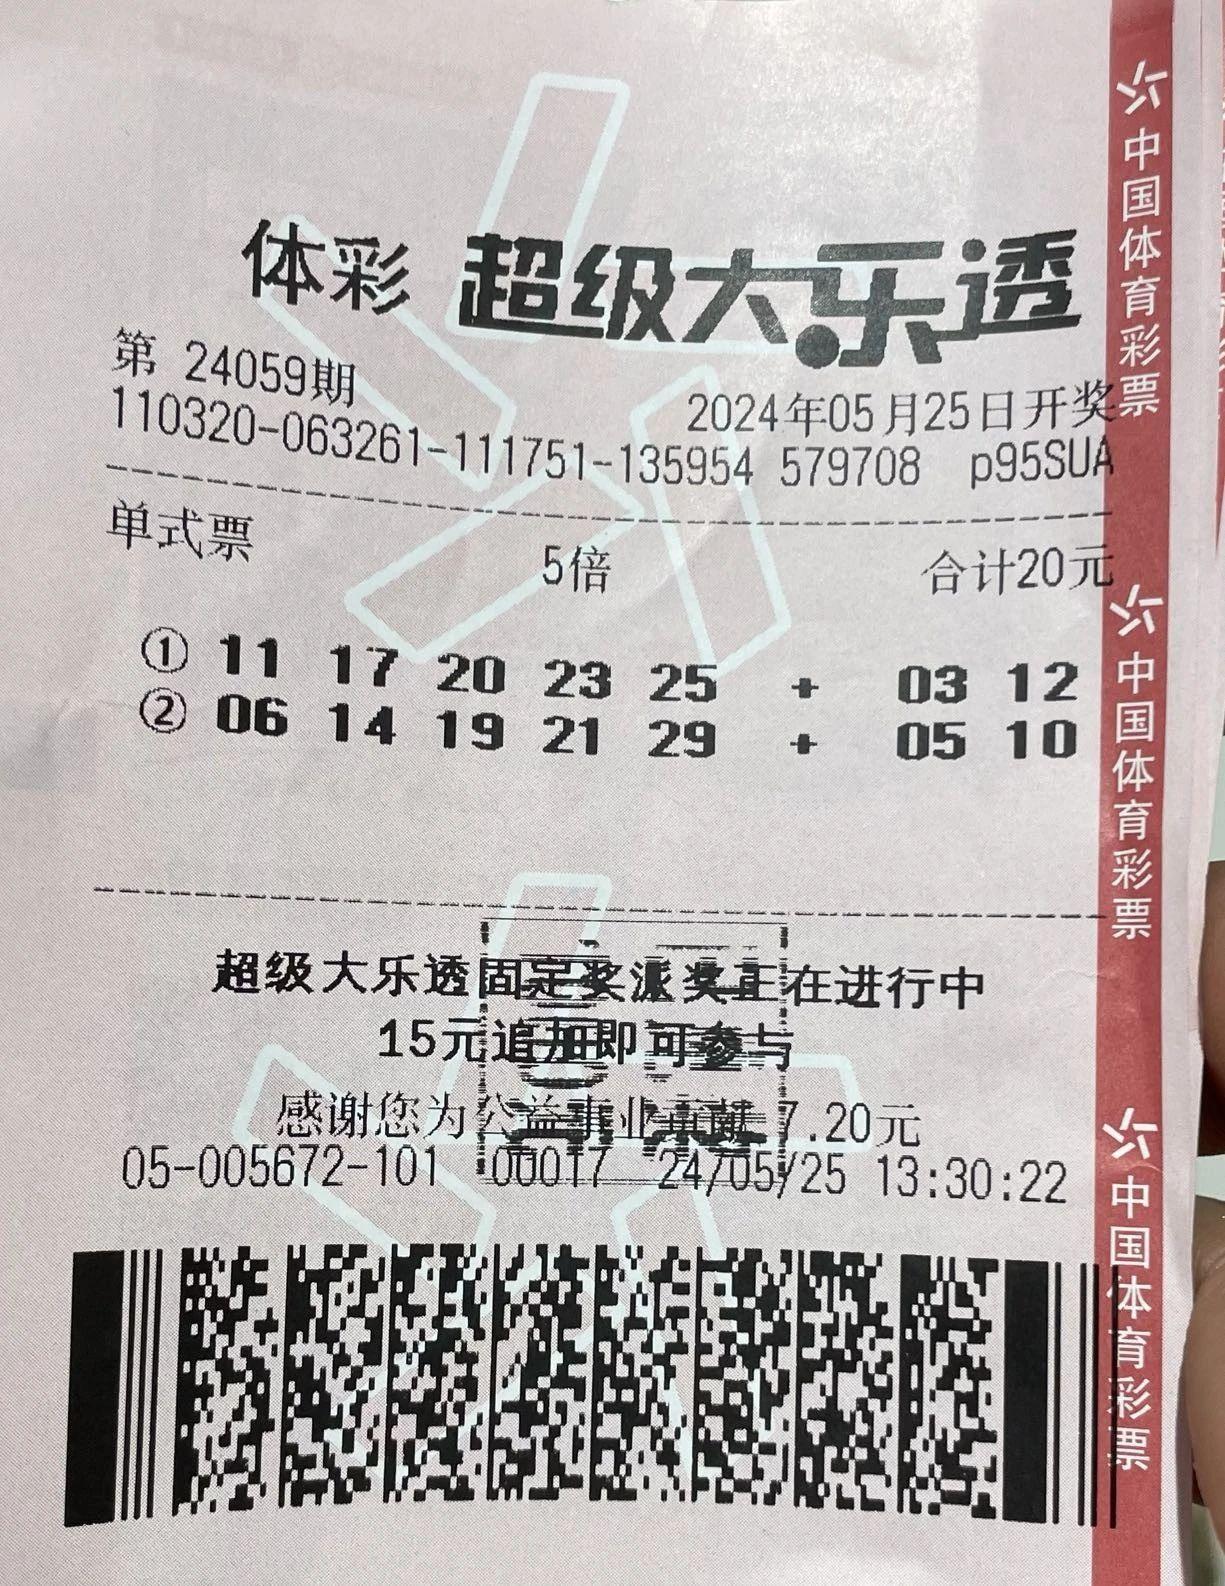 体彩 超级大乐透
第 24059期
2024年05月25日开奖
110320-063261-111751-135954 579708 p95SUA
单式票 5倍 合计20元
① 11 17 20 23 25 + 03 12
② 06 14 19 21 29 + 05 10
超级大乐透固定奖派奖正在进行中
15元追加即可参与
感谢您为公益事业贡献 7.20元
05-005672-101 00017 24/05/25 13:30:22
中国体育彩票
中国体育彩票
中国体育彩票